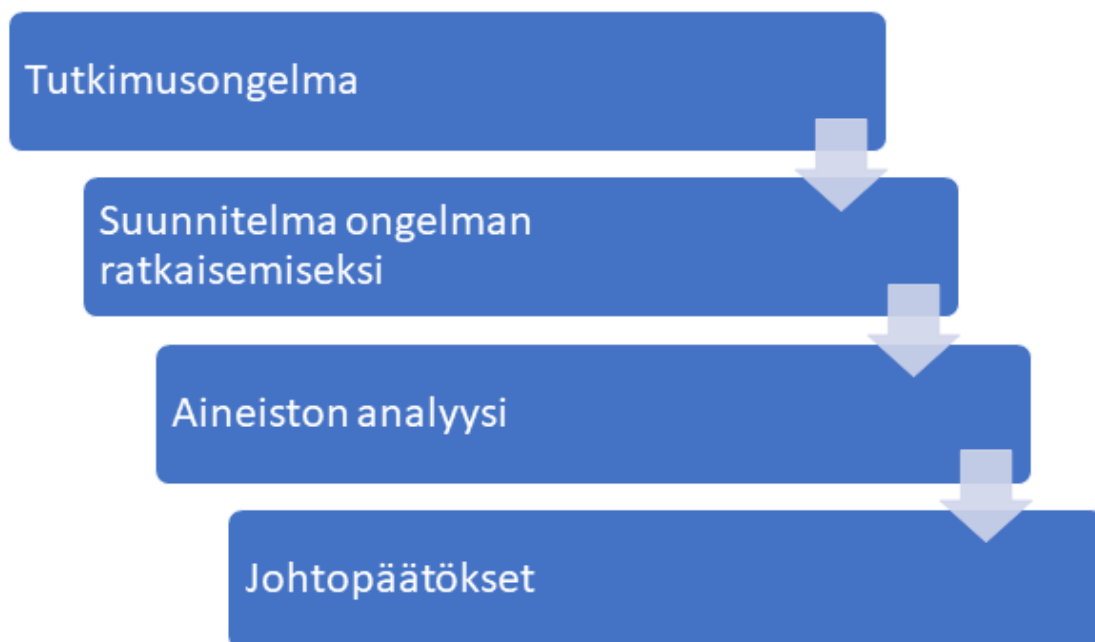 Tutkimusongelma
Suunnitelma ongelman
ratkaisemiseksi
Aineiston analyysi
Johtopäätökset